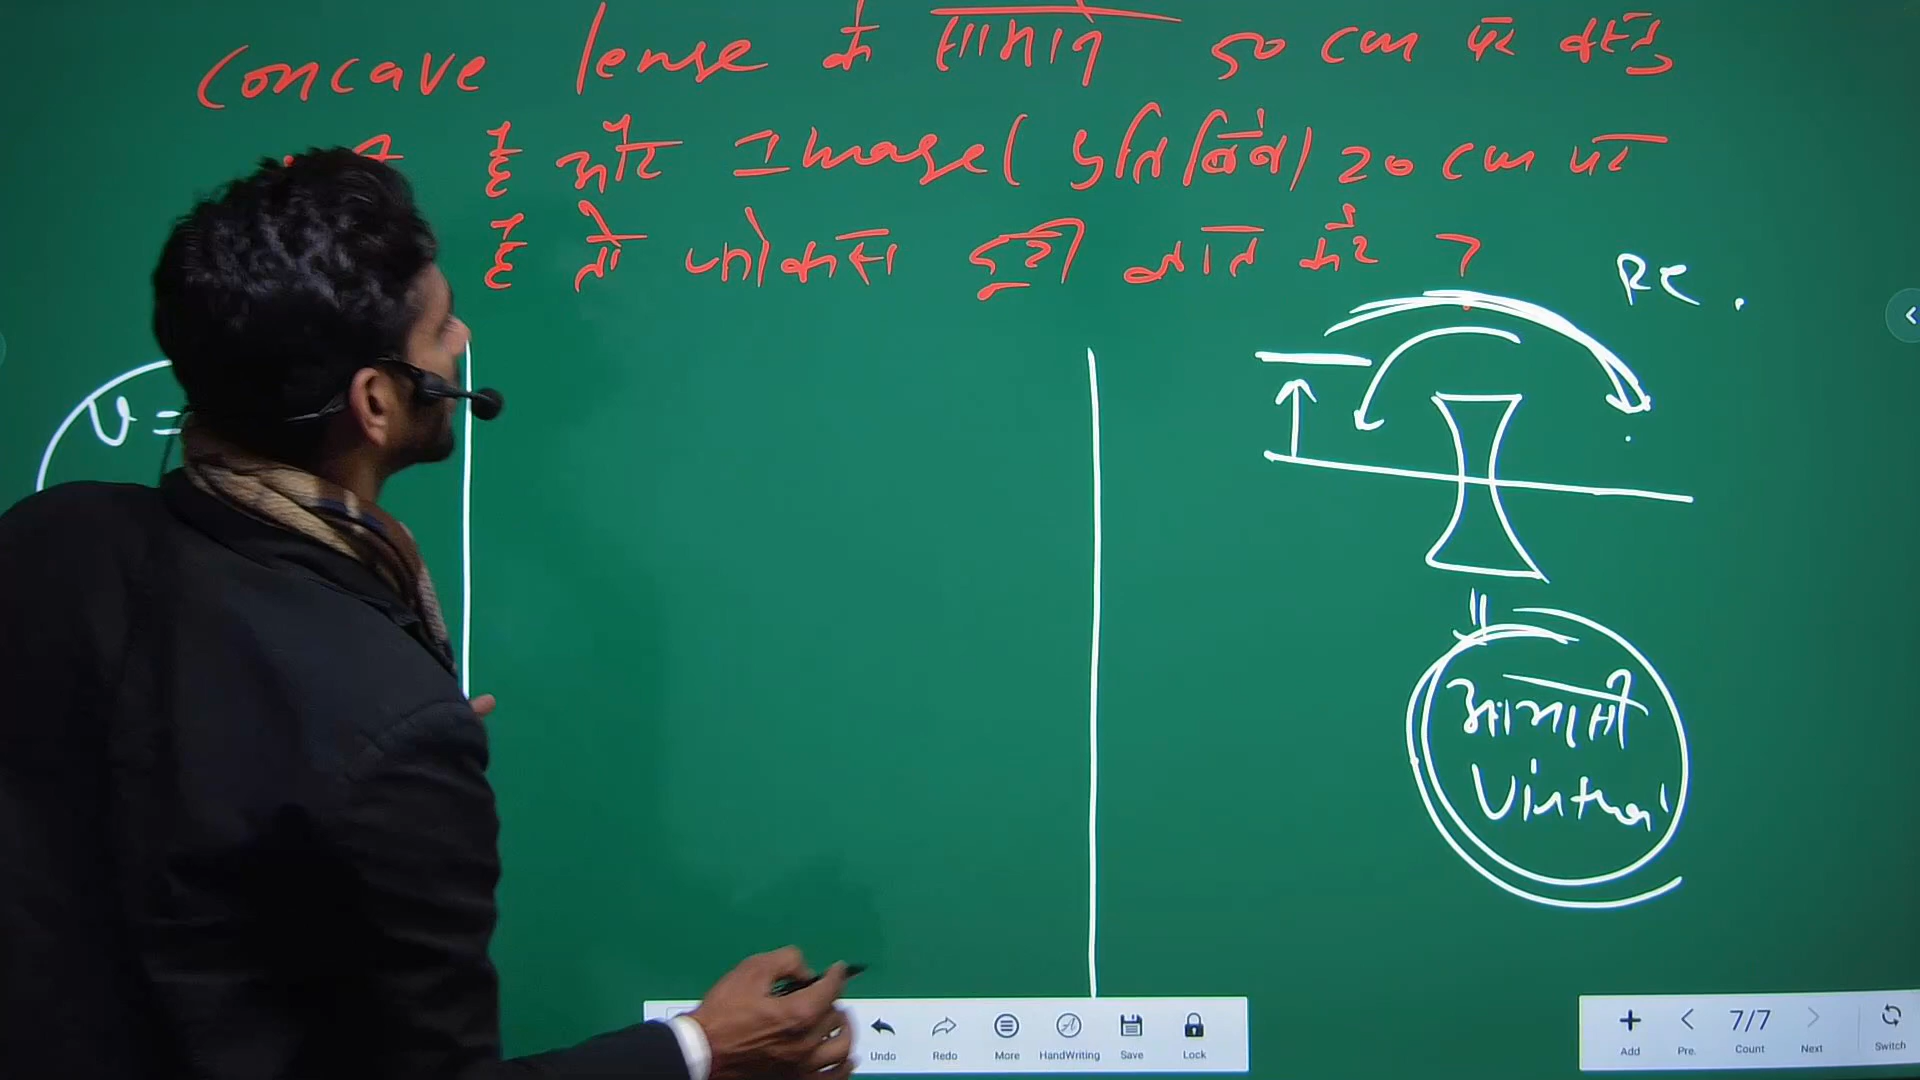 Concave lense के सामने 50 cm पर वस्तु
है और Image (प्रतिबिंब) 20 cm पर
है तो फोकस दूरी ज्ञात करें ?
RC.
v =
आभासी
Virtual
Undo
Redo
More
HandWriting
Save
Lock
Add
Pre.
7/7
Count
Next
Switch